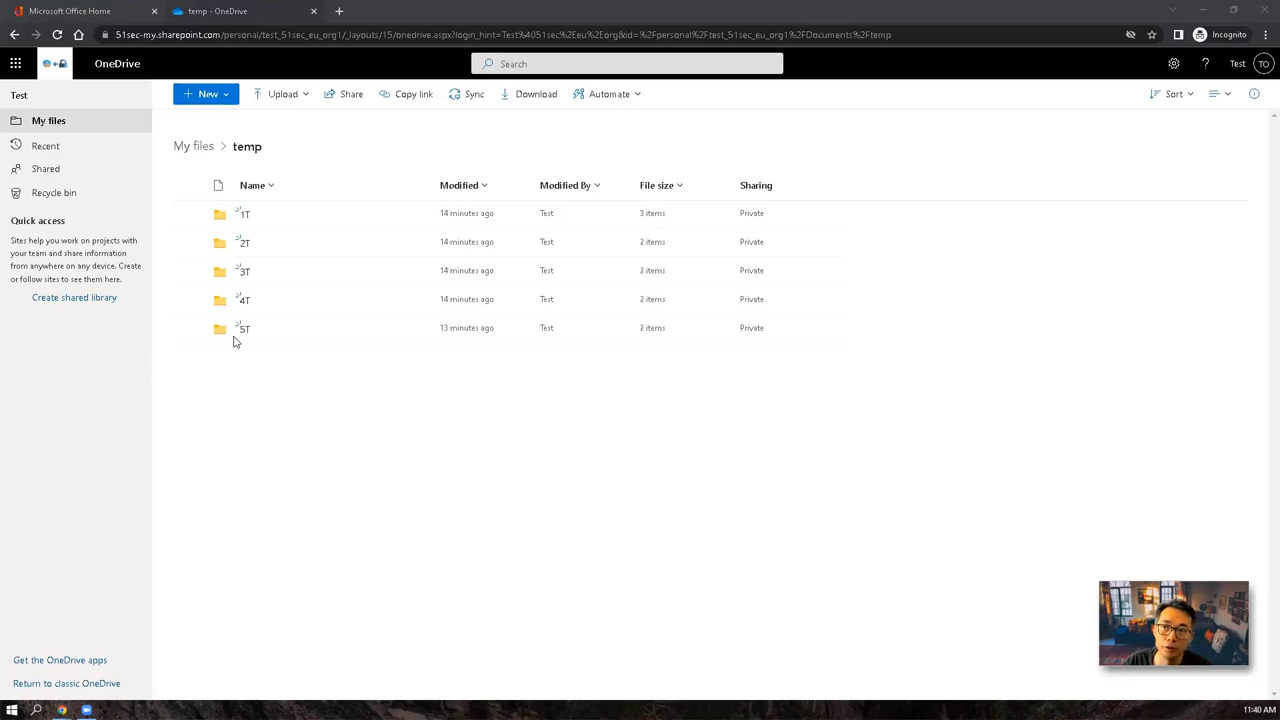 Microsoft Office Home
temp - OneDrive
51sec-my.sharepoint.com/personal/test_51sec_eu_org1/_layouts/15/onedrive.aspx?login_hint=Test%4051sec%2Eeu%2Eorg&id=%2Fpersonal%2Ftest_51sec_eu_org1%2FDocuments%2Ftemp
Incognito
OneDrive
Search
Test
TO
Test
New
Upload
Share
Copy link
Sync
Download
Automate
Sort
My files
Recent
Shared
Recycle bin
Quick access
Sites help you work on projects with
your team and share information
from anywhere on any device. Create
or follow sites to see them here.
Create shared library
My files > temp
Name Modified Modified By File size Sharing
1T 14 minutes ago Test 3 items Private
2T 14 minutes ago Test 2 items Private
3T 14 minutes ago Test 2 items Private
4T 14 minutes ago Test 2 items Private
5T 13 minutes ago Test 2 items Private
Get the OneDrive apps
Return to classic OneDrive
11:40 AM